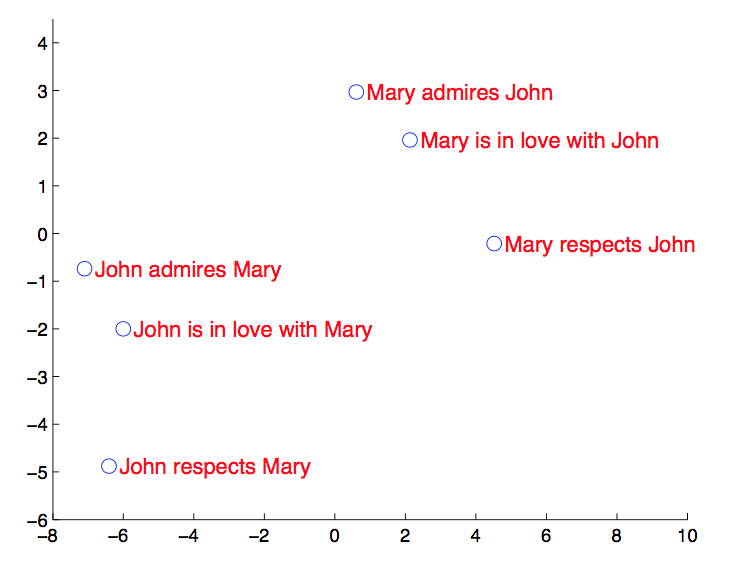 4
3
Mary admires John
2
Mary is in love with John
1
0
Mary respects John
John admires Mary
−1
−2
John is in love with Mary
−3
−4
John respects Mary
−5
−6
−8 −6 −4 −2 0 2 4 6 8 10